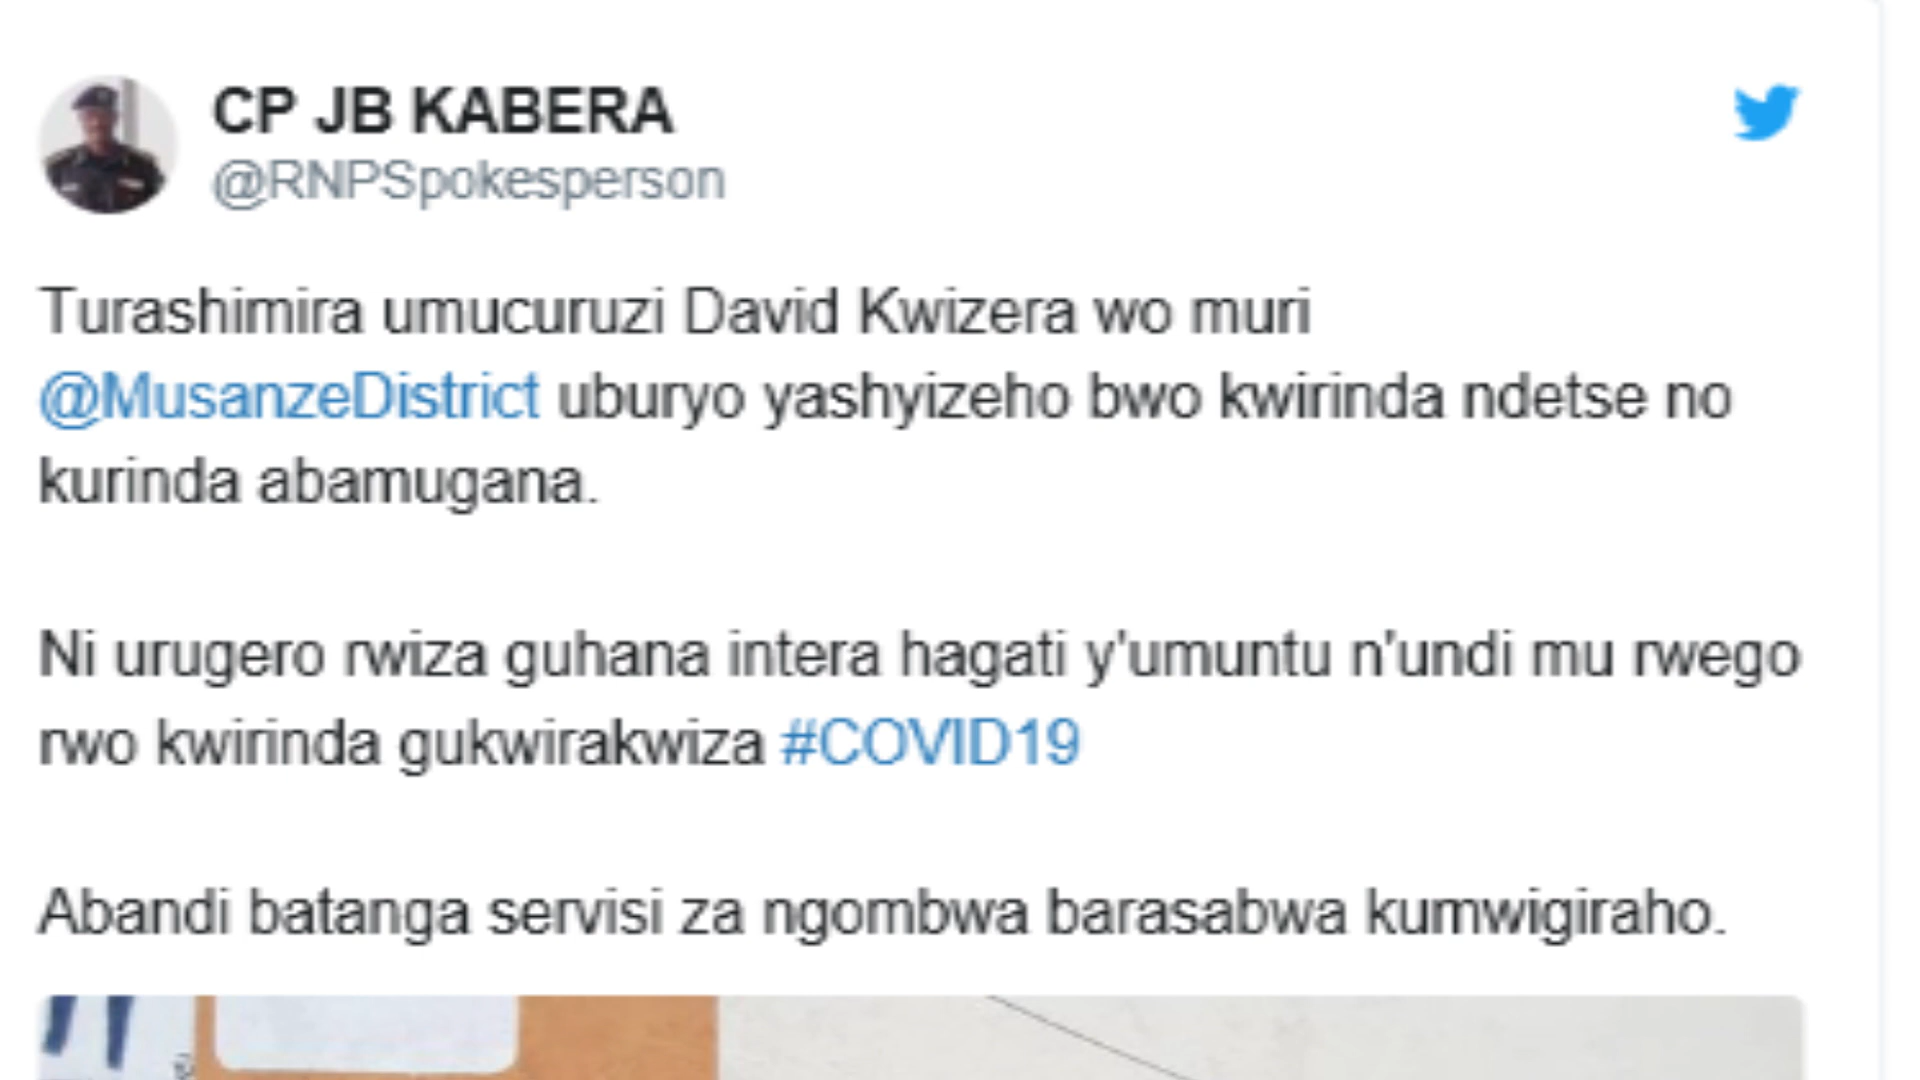 CP JB KABERA
@RNPSpokesperson
Turashimira umucuruzi David Kwizera wo muri
@MusanzeDistrict uburyo yashyizeho bwo kwirinda ndetse no
kurinda abamugana.
Ni urugero rwiza guhana intera hagati y'umuntu n'undi mu rwego
rwo kwirinda gukwirakwiza #COVID19
Abandi batanga servisi za ngombwa barasabwa kumwigiraho.